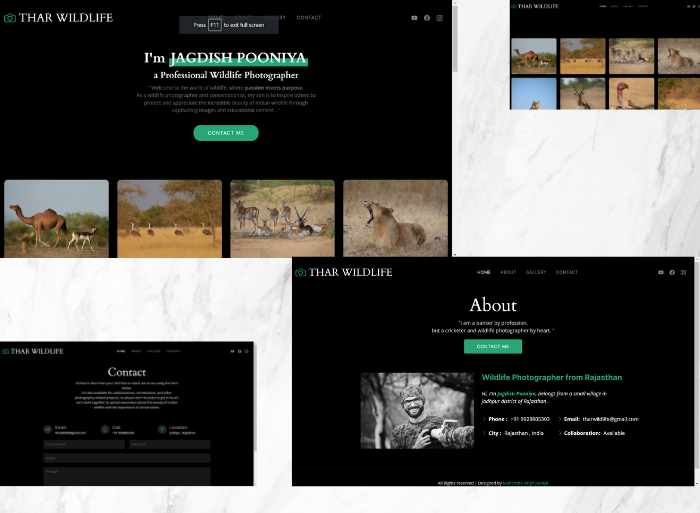 THAR WILDLIFE
GALLERY
CONTACT
Press F11 to exit full screen
I'm JAGDISH POONIYA
a Professional Wildlife Photographer
" Welcome to the world of wildlife, where passion meets purpose.
As a wildlife photographer and conservationist, my aim is to inspire others to
protect and appreciate the incredible beauty of Indian wildlife through
captivating images and educational content . "
CONTACT ME
THAR WILDLIFE
HOME ABOUT GALLERY CONTACT
THAR WILDLIFE
HOME ABOUT GALLERY CONTACT
About
" I am a banker by profession,
but a cricketer and wildlife photographer by heart. "
CONTACT ME
Wildlife Photographer from Rajasthan
Hi, I'm Jagdish Pooniya, belongs from a small village in
jodhpur district of Rajasthan .
Phone : +91 9928805303 Email: tharwildlife@gmail.com
City : Rajasthan , India Collaboration: Available
All rights reserved | Designed by
THAR WILDLIFE
HOME ABOUT GALLERY CONTACT
Contact
Email:
Call:
Location: